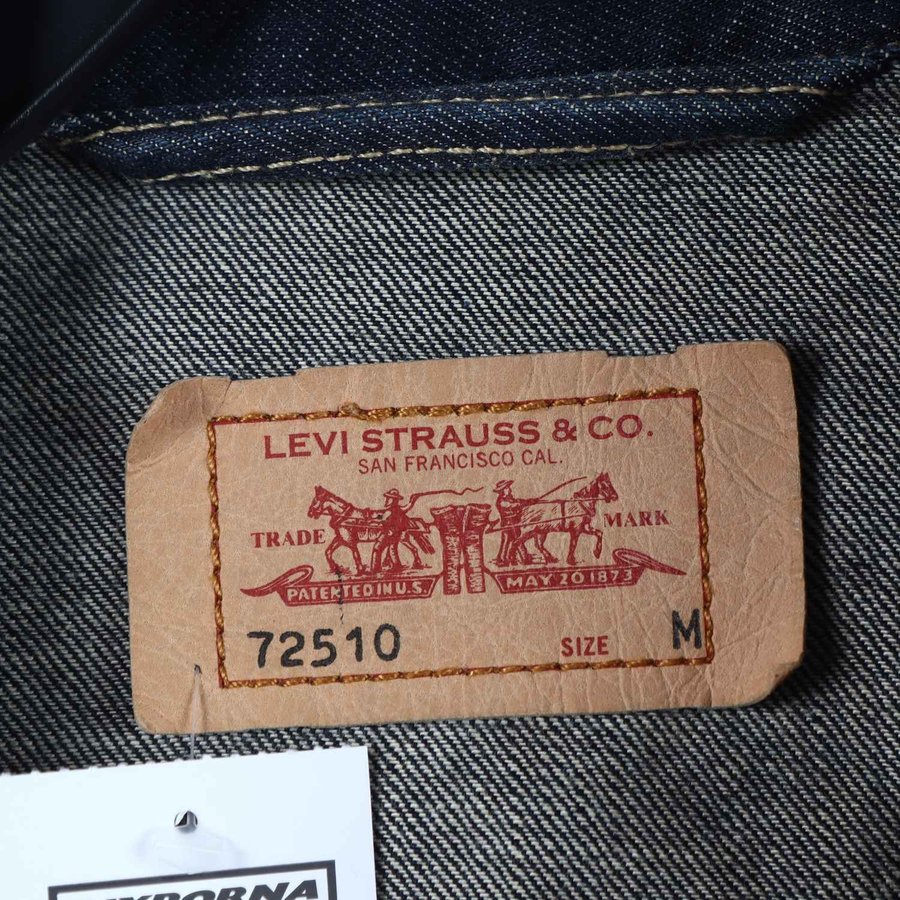 LEVI STRAUSS & CO.
SAN FRANCISCO CAL.
TRADE MARK
PATENTED IN U.S. MAY 20 1873
72510 SIZE M